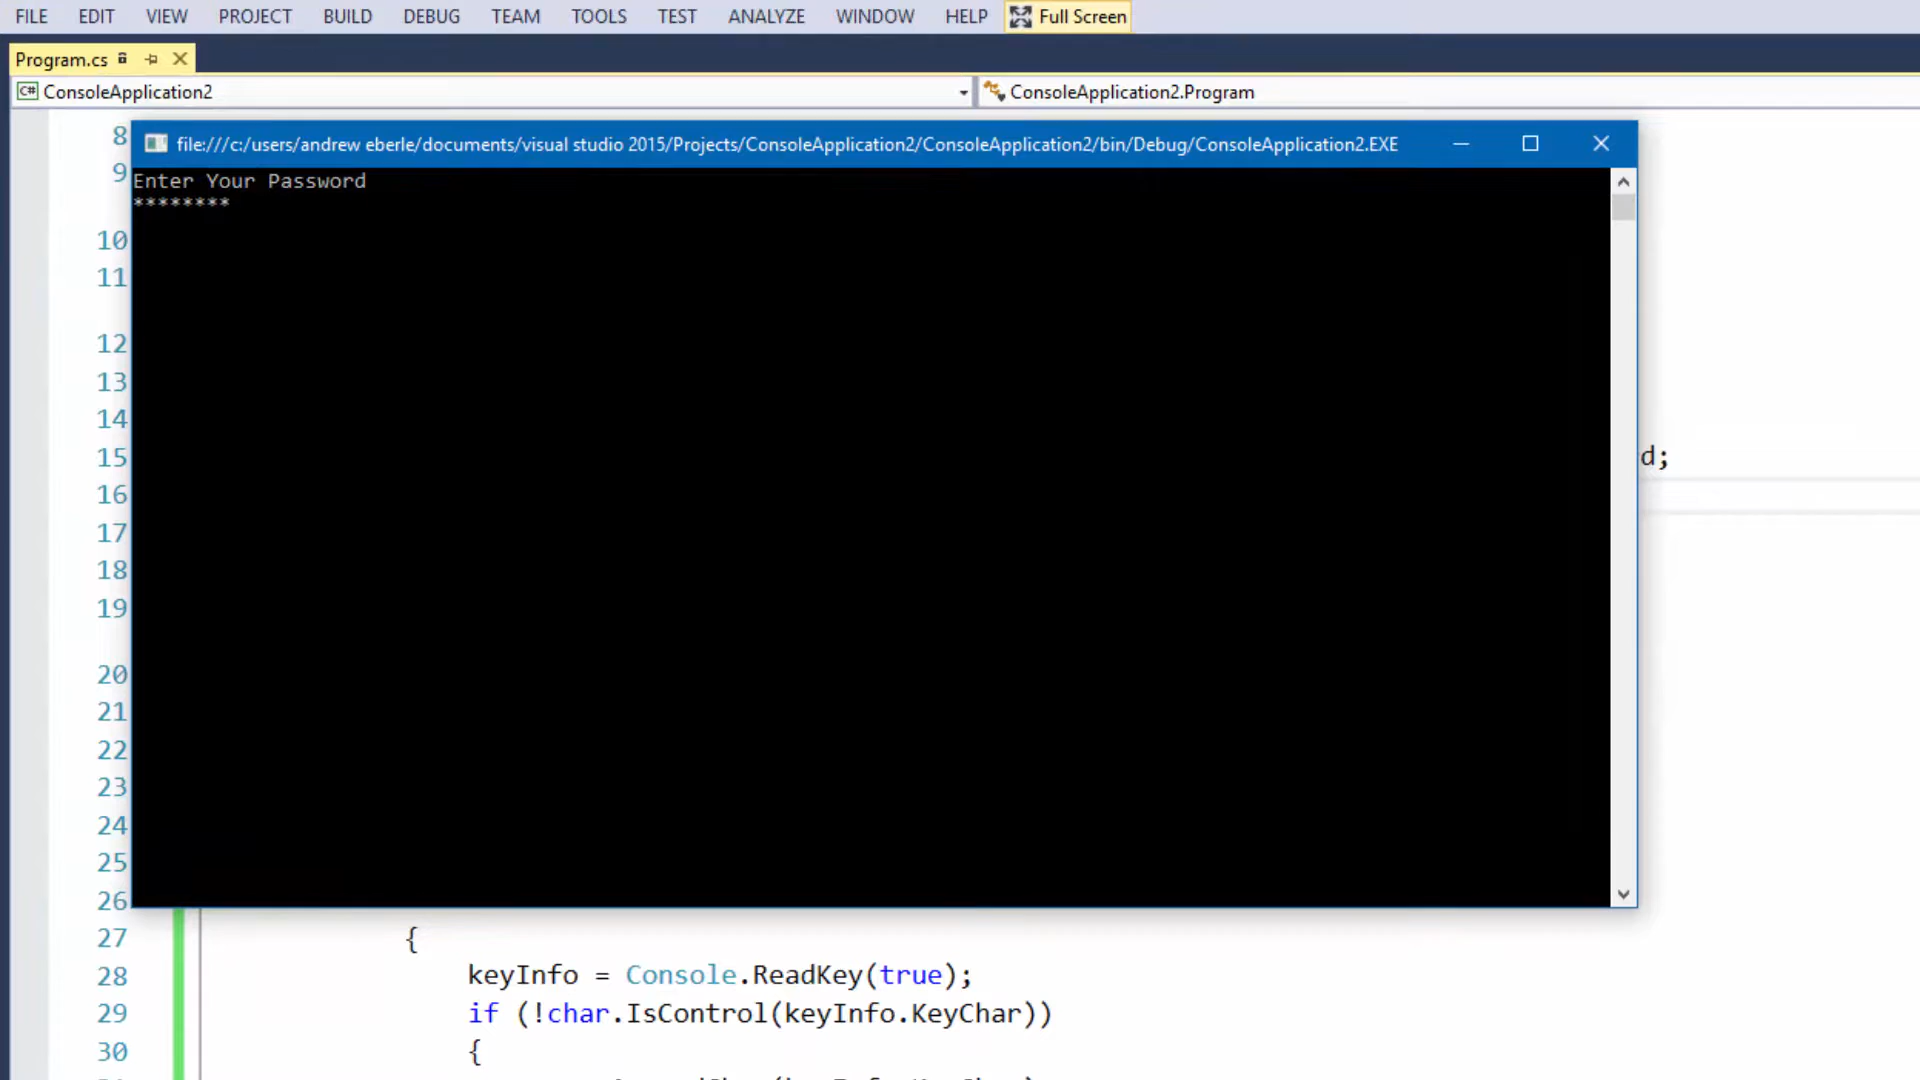 FILE EDIT VIEW PROJECT BUILD DEBUG TEAM TOOLS TEST ANALYZE WINDOW HELP Full Screen
Program.cs
C# ConsoleApplication2 ConsoleApplication2.Program
8
file:///c:/users/andrew eberle/documents/visual studio 2015/Projects/ConsoleApplication2/ConsoleApplication2/bin/Debug/ConsoleApplication2.EXE
9
Enter Your Password
********
10
11
12
13
14
15 d;
16
17
18
19
20
21
22
23
24
25
26
27 {
28 keyInfo = Console.ReadKey(true);
29 if (!char.IsControl(keyInfo.KeyChar))
30 {